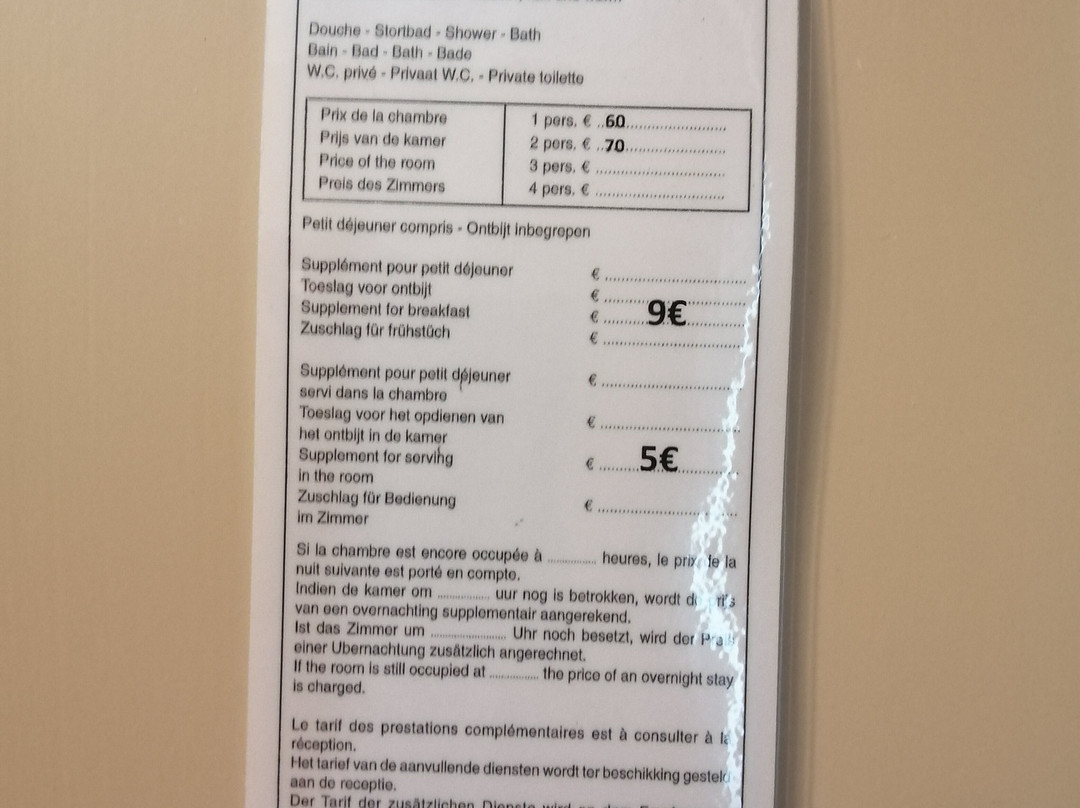 Douche - Stortbad - Shower - Bath
Bain - Bad - Bath - Bade
W.C. privé - Privaat W.C. - Private toilette
Prix de la chambre 1 pers. € ..60..............................
Prijs van de kamer 2 pers. € ..70..............................
Price of the room 3 pers. € ......................................
Preis des Zimmers 4 pers. € ......................................
Petit déjeuner compris - Ontbijt inbegrepen
Supplément pour petit déjeuner € ..........................................
Toeslag voor ontbijt € ..........................................
Supplement for breakfast € ............9€................
Zuschlag für frühstüch € ..........................................
Supplément pour petit déjeuner € ..........................................
servi dans la chambre
Toeslag voor het opdienen van € ..........................................
het ontbijt in de kamer
Supplement for serving € ...........5€.................
in the room
Zuschlag für Bedienung € ..........................................
im Zimmer
Si la chambre est encore occupée à .............. heures, le prix de la
nuit suivante est porté en compte.
Indien de kamer om ............... uur nog is betrokken, wordt
van een overnachting supplementair aangerekend.
Ist das Zimmer um ...................... Uhr noch besetzt, wird der
einer Ubernachtung zusätzlich angerechnet.
If the room is still occupied at .............. the price of an overnight stay
is charged.
Le tarif des prestations complémentaires est à consulter à la
réception.
Het tarief van de aanvullende diensten wordt ter beschikking gesteld
aan de receptie.
Der Tarif der zusätzlichen Dienste wird